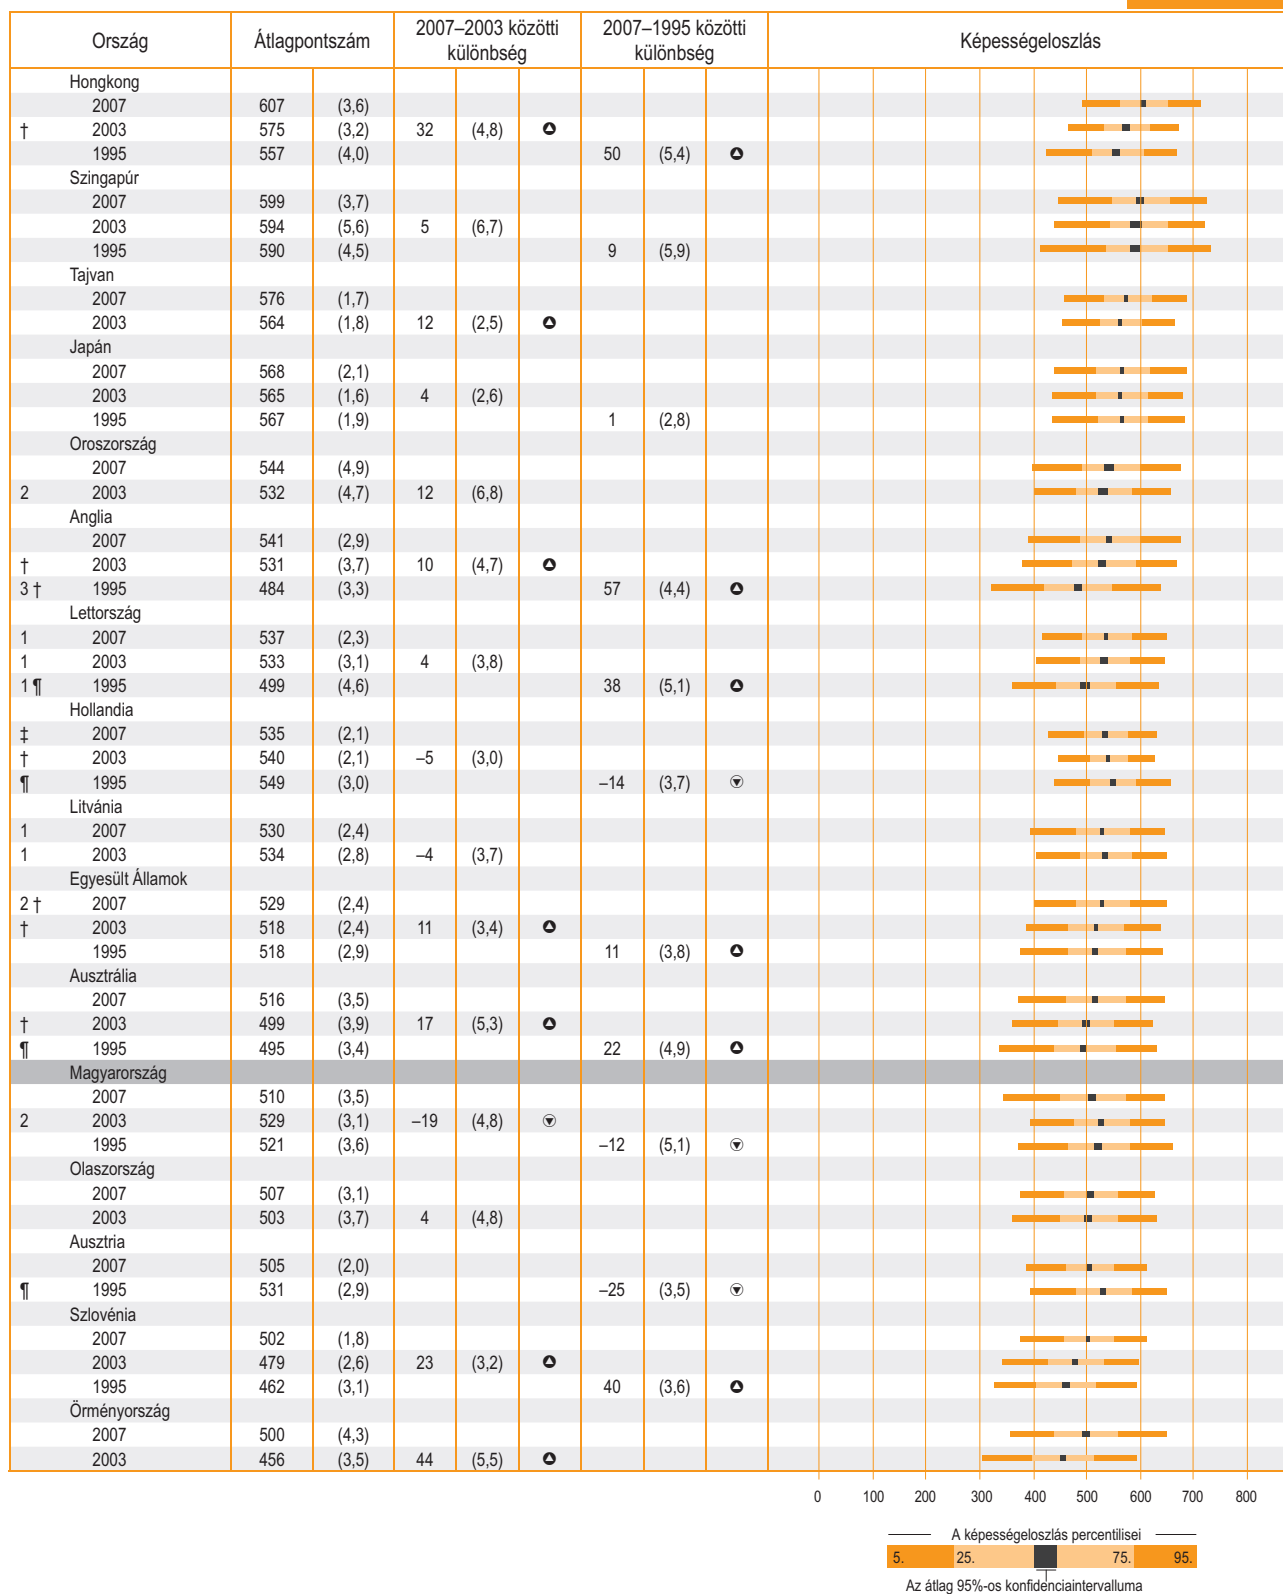 Ország Átlagpontszám 2007–2003 közötti különbség 2007–1995 közötti különbség Képességeloszlás
Hongkong
2007 607 (3,6)
† 2003 575 (3,2) 32 (4,8)
1995 557 (4,0) 50 (5,4)
Szingapúr
2007 599 (3,7)
2003 594 (5,6) 5 (6,7)
1995 590 (4,5) 9 (5,9)
Tajvan
2007 576 (1,7)
2003 564 (1,8) 12 (2,5)
Japán
2007 568 (2,1)
2003 565 (1,6) 4 (2,6)
1995 567 (1,9) 1 (2,8)
Oroszország
2007 544 (4,9)
2 2003 532 (4,7) 12 (6,8)
Anglia
2007 541 (2,9)
† 2003 531 (3,7) 10 (4,7)
3 † 1995 484 (3,3) 57 (4,4)
Lettország
1 2007 537 (2,3)
1 2003 533 (3,1) 4 (3,8)
1 ¶ 1995 499 (4,6) 38 (5,1)
Hollandia
‡ 2007 535 (2,1)
† 2003 540 (2,1) –5 (3,0)
¶ 1995 549 (3,0) –14 (3,7)
Litvánia
1 2007 530 (2,4)
1 2003 534 (2,8) –4 (3,7)
Egyesült Államok
2 † 2007 529 (2,4)
† 2003 518 (2,4) 11 (3,4)
1995 518 (2,9) 11 (3,8)
Ausztrália
2007 516 (3,5)
† 2003 499 (3,9) 17 (5,3)
¶ 1995 495 (3,4) 22 (4,9)
Magyarország
2007 510 (3,5)
2 2003 529 (3,1) –19 (4,8)
1995 521 (3,6) –12 (5,1)
Olaszország
2007 507 (3,1)
2003 503 (3,7) 4 (4,8)
Ausztria
2007 505 (2,0)
¶ 1995 531 (2,9) –25 (3,5)
Szlovénia
2007 502 (1,8)
2003 479 (2,6) 23 (3,2)
1995 462 (3,1) 40 (3,6)
Örményország
2007 500 (4,3)
2003 456 (3,5) 44 (5,5)
0 100 200 300 400 500 600 700 800
A képességeloszlás percentilisei
5. 25. 75. 95.
Az átlag 95%-os konfidenciaintervalluma